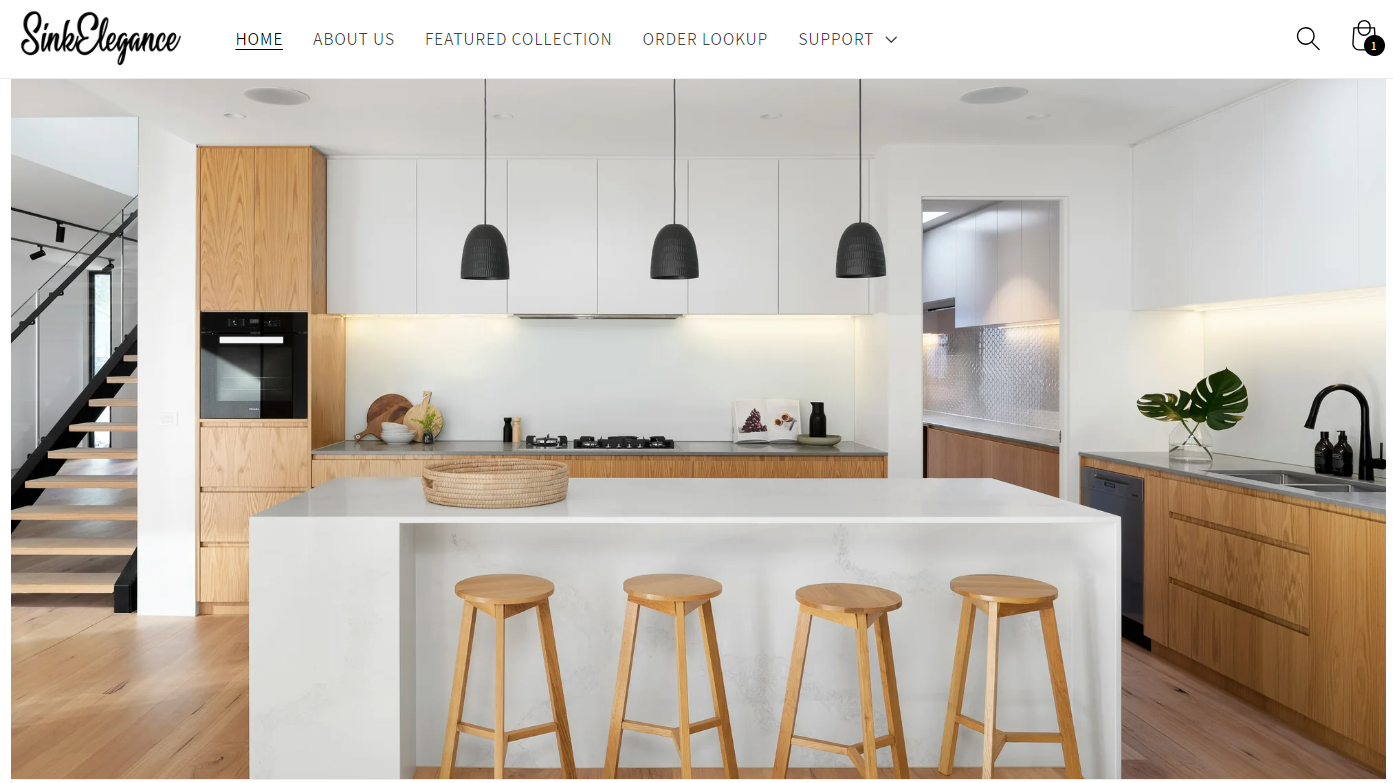 SinkElegance
HOME ABOUT US FEATURED COLLECTION ORDER LOOKUP SUPPORT
1